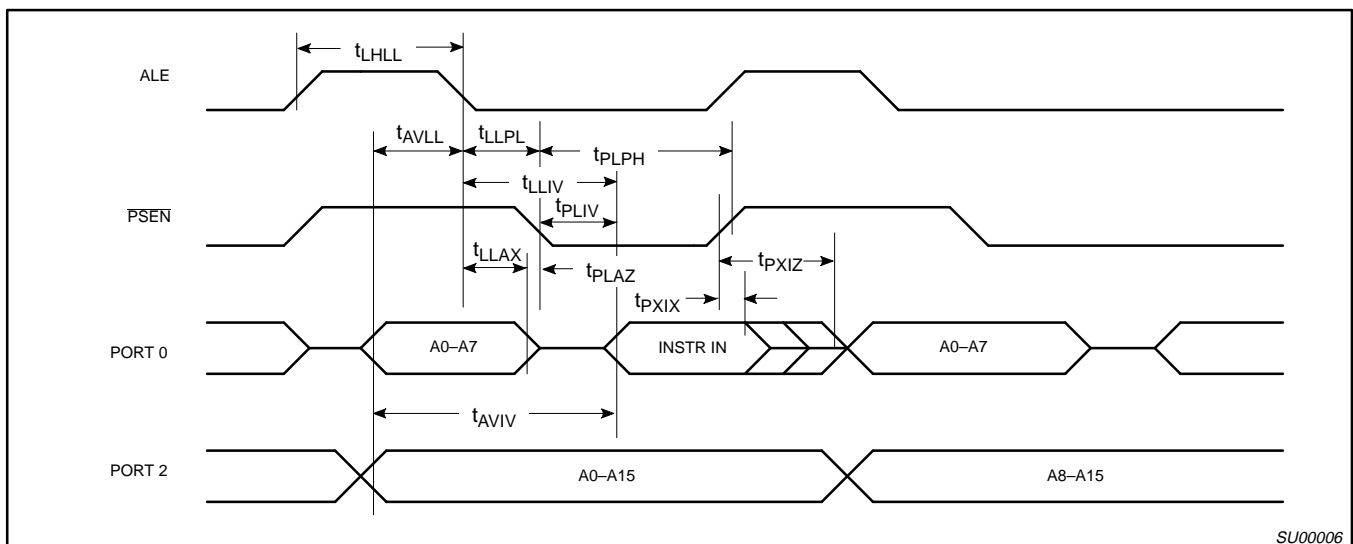 tLHLL
ALE
tAVLL tLLPL tPLPH
tLLIV
PSEN tPLIV
tLLAX tPLAZ tPXIZ
tPXIX
PORT 0 A0–A7 INSTR IN A0–A7
tAVIV
PORT 2 A0–A15 A8–A15
SU00006